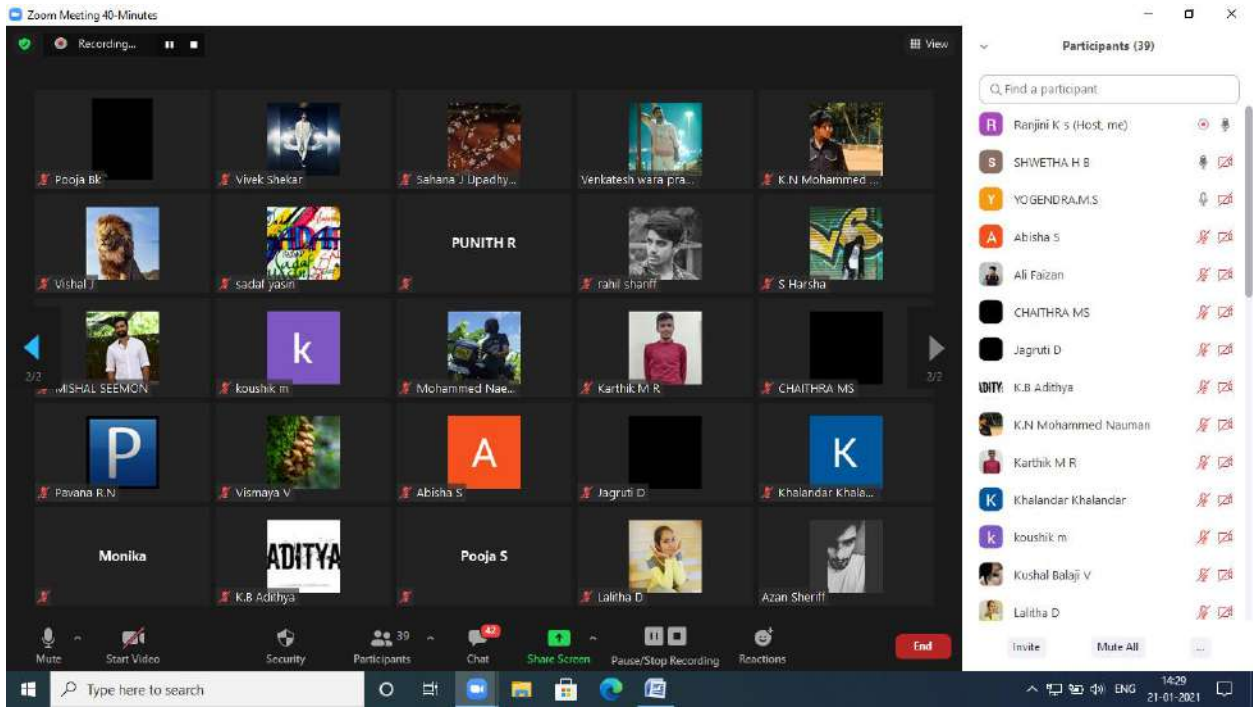 Zoom Meeting 40-Minutes
Recording...
View
Pooja Bk
Vivek Shekar
Sahana J Upadhy...
Venkatesh wara pra...
K.N Mohammed ...
Vishal J
sadaf yasin
PUNITH R
rahil shariff
S Harsha
2/2
MISHAL SEEMON
k
koushik m
Mohammed Nae...
Karthik M R
CHAITHRA MS
2/2
P
Pavana R.N
Vismaya V
A
Abisha S
Jagruti D
K
Khalandar Khala...
Monika
ADITYA
K.B Adithya
Pooja S
Lalitha D
Azan Sheriff
Mute
Start Video
Security
39
Participants
42
Chat
Share Screen
Pause/Stop Recording
Reactions
End
Participants (39)
Find a participant
R Ranjini K s (Host, me)
S SHWETHA H B
Y YOGENDRA.M.S
A Abisha S
Ali Faizan
CHAITHRA MS
Jagruti D
K.B Adithya
K.N Mohammed Nauman
Karthik M R
K Khalandar Khalandar
k koushik m
Kushal Balaji V
Lalitha D
Invite
Mute All
...
Type here to search
ENG
14:29
21-01-2021